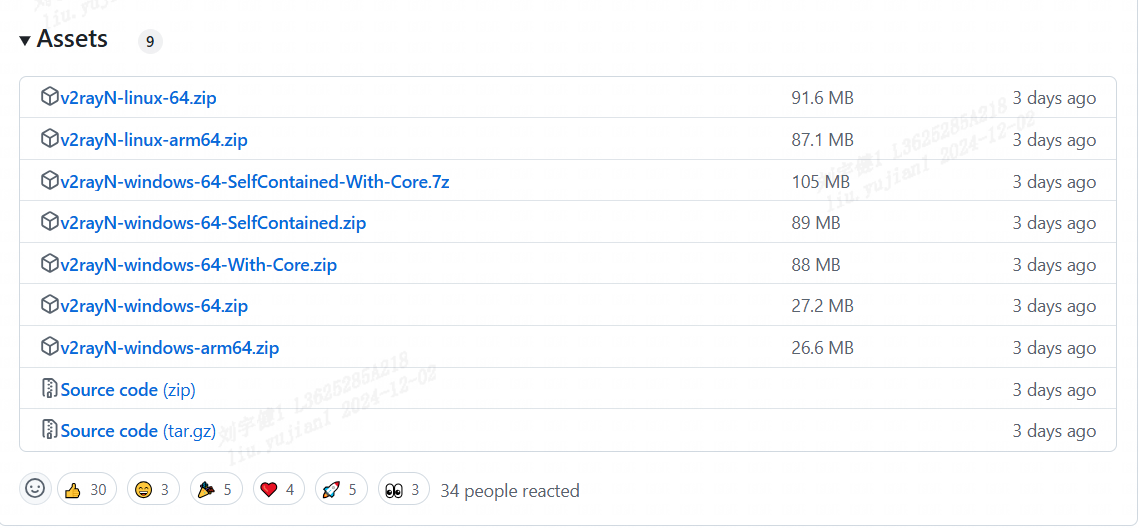 Assets 9
v2rayN-linux-64.zip 91.6 MB 3 days ago
v2rayN-linux-arm64.zip 87.1 MB 3 days ago
v2rayN-windows-64-SelfContained-With-Core.7z 105 MB 3 days ago
v2rayN-windows-64-SelfContained.zip 89 MB 3 days ago
v2rayN-windows-64-With-Core.zip 88 MB 3 days ago
v2rayN-windows-64.zip 27.2 MB 3 days ago
v2rayN-windows-arm64.zip 26.6 MB 3 days ago
Source code (zip) 3 days ago
Source code (tar.gz) 3 days ago
30 3 5 4 5 3 34 people reacted
刘宇健1 L3625285A218
liu.yujian1 2024-12-02